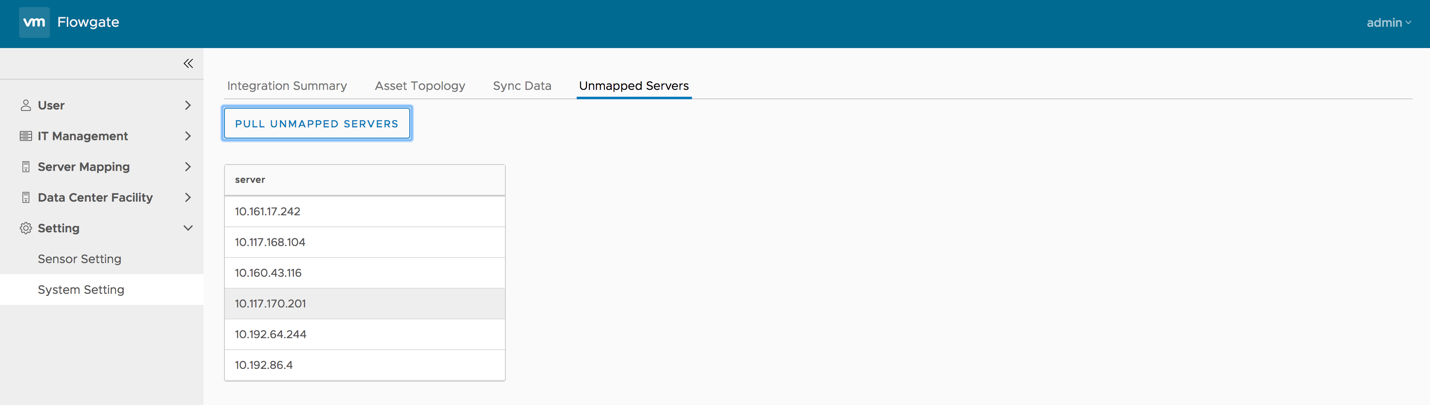 vm Flowgate
admin
User
IT Management
Server Mapping
Data Center Facility
Setting
Sensor Setting
System Setting
Integration Summary Asset Topology Sync Data Unmapped Servers
PULL UNMAPPED SERVERS
server
10.161.17.242
10.117.168.104
10.160.43.116
10.117.170.201
10.192.64.244
10.192.86.4